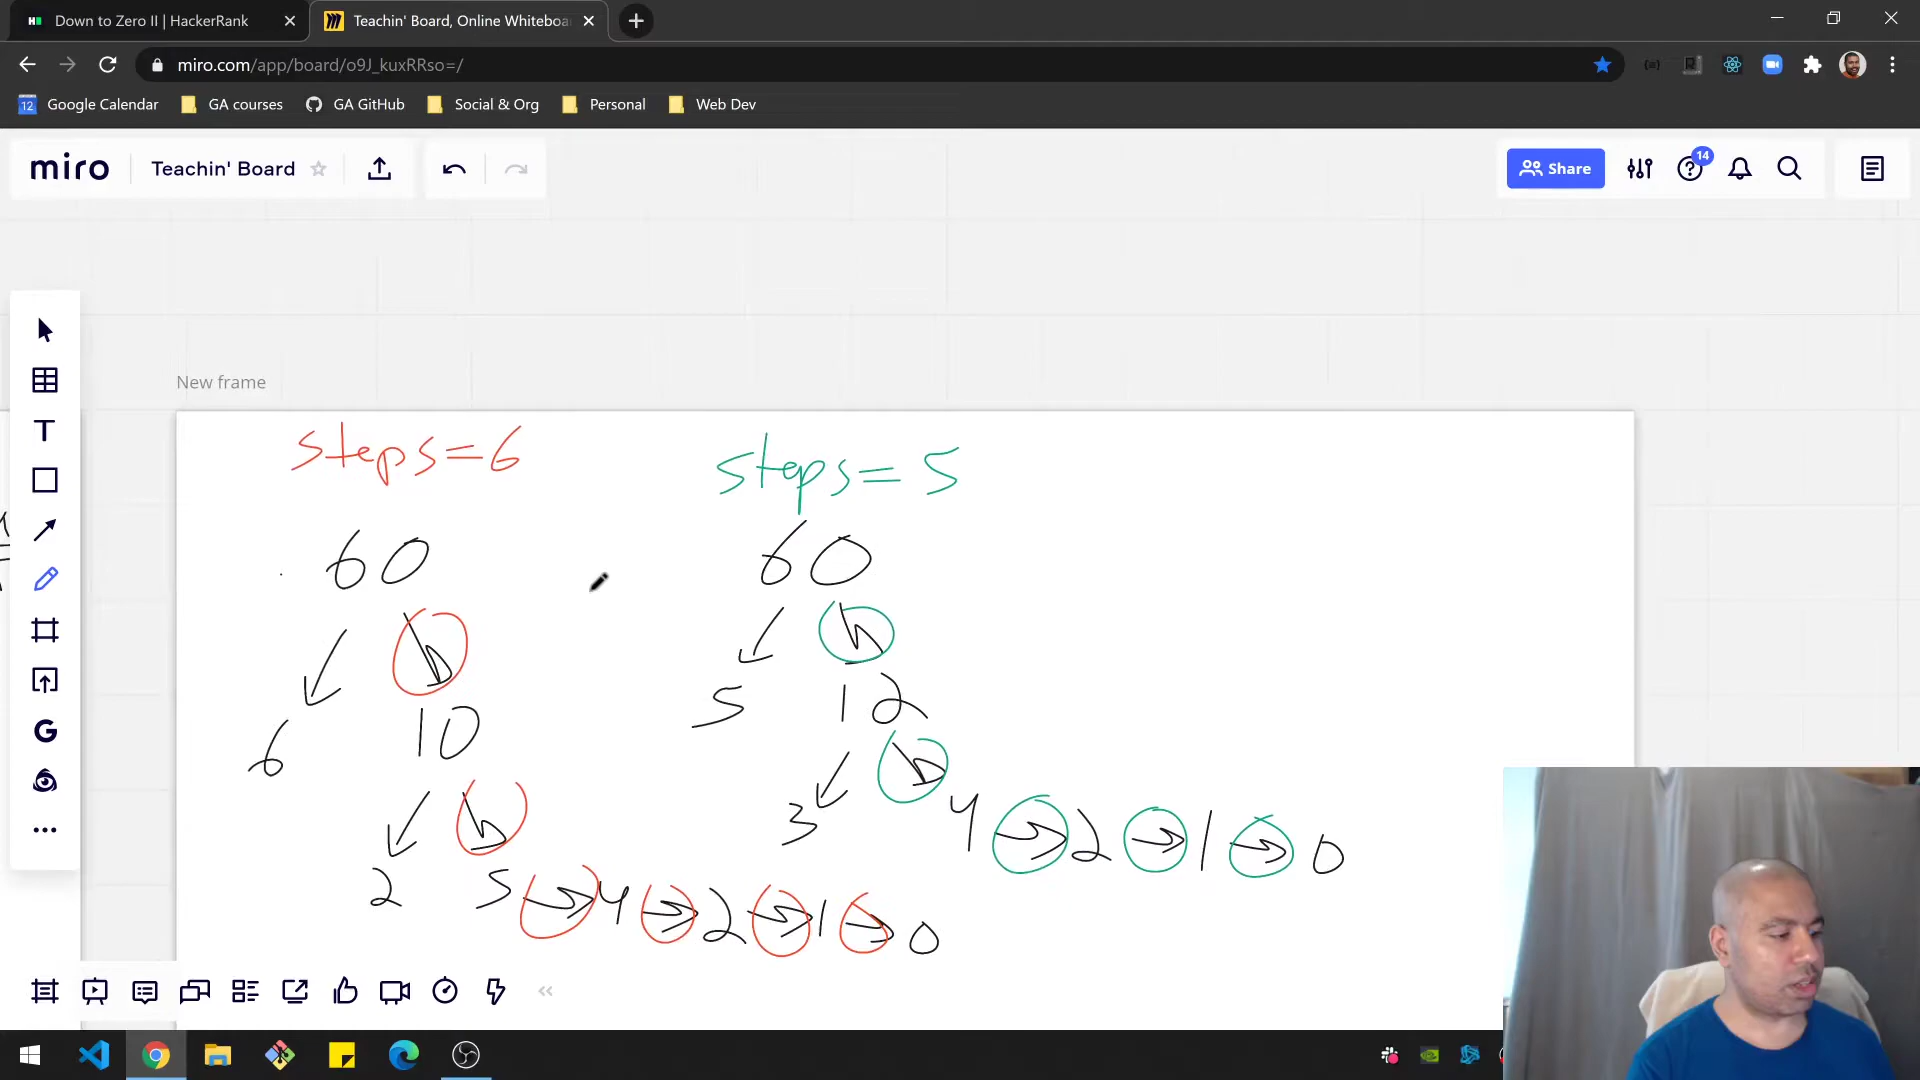 Down to Zero II | HackerRank
Teachin' Board, Online Whiteboa
miro.com/app/board/o9J_kuxRRso=/
12 Google Calendar GA courses GA GitHub Social & Org Personal Web Dev
miro Teachin' Board Share 14
New frame
steps=6 steps=5
60 60
6 10 5 12
2 5 4 2 1 0 3 4 2 1 0